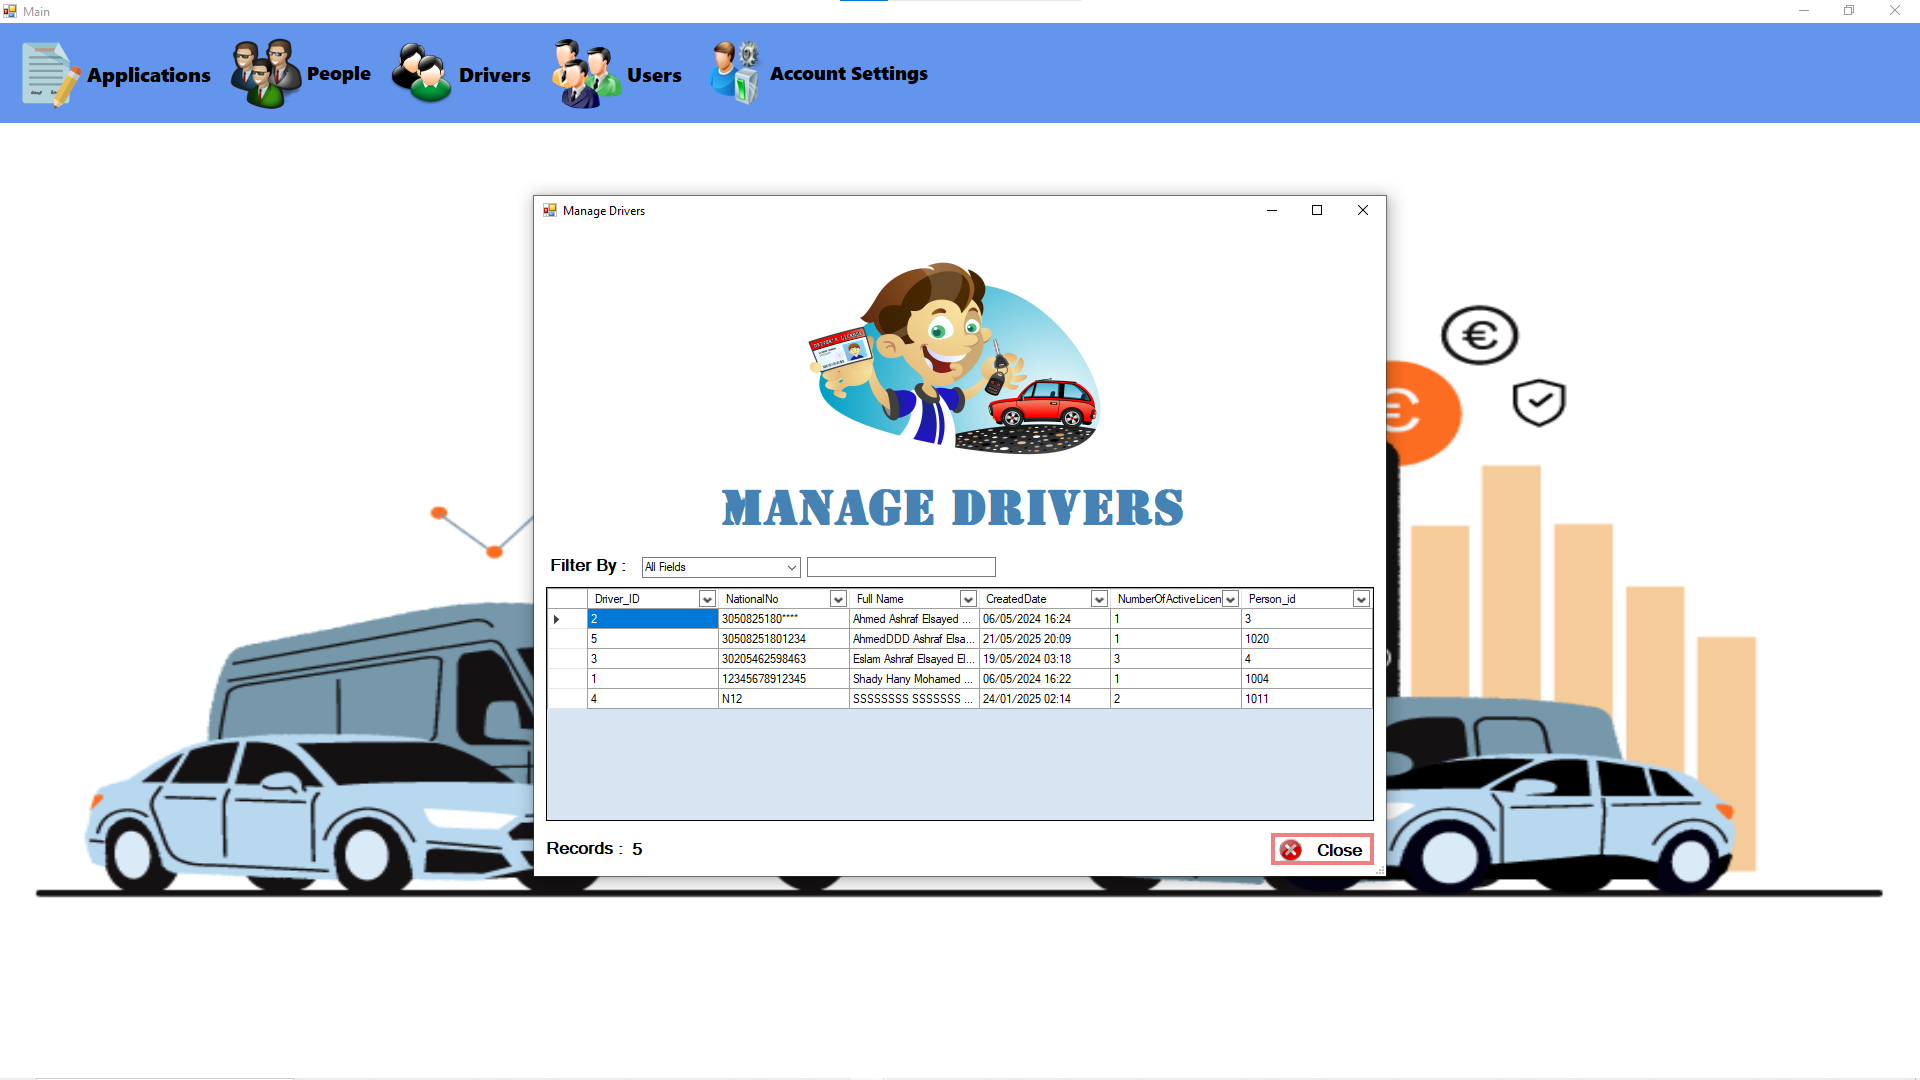 Main
Applications
People
Drivers
Users
Account Settings
Manage Drivers
DRIVER'S LICENSE
MANAGE DRIVERS
Filter By : All Fields
Driver_ID NationalNo Full Name CreatedDate NumberOfActiveLicen Person_id
2 3050825180**** Ahmed Ashraf Elsayed ... 06/05/2024 16:24 1 3
5 30508251801234 AhmedDDD Ashraf Elsa... 21/05/2025 20:09 1 1020
3 30205462598463 Eslam Ashraf Elsayed El... 19/05/2024 03:18 3 4
1 12345678912345 Shady Hany Mohamed ... 06/05/2024 16:22 1 1004
4 N12 SSSSSSSS SSSSSSS ... 24/01/2025 02:14 2 1011
Records : 5
Close